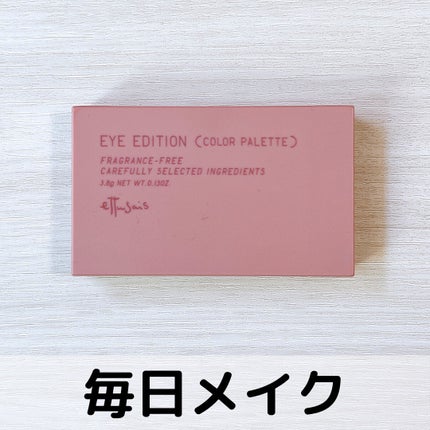 EYE EDITION (COLOR PALETTE)
FRAGRANCE-FREE
CAREFULLY SELECTED INGREDIENTS
3.8g NET WT.0.13OZ.
ettusais
毎日メイク